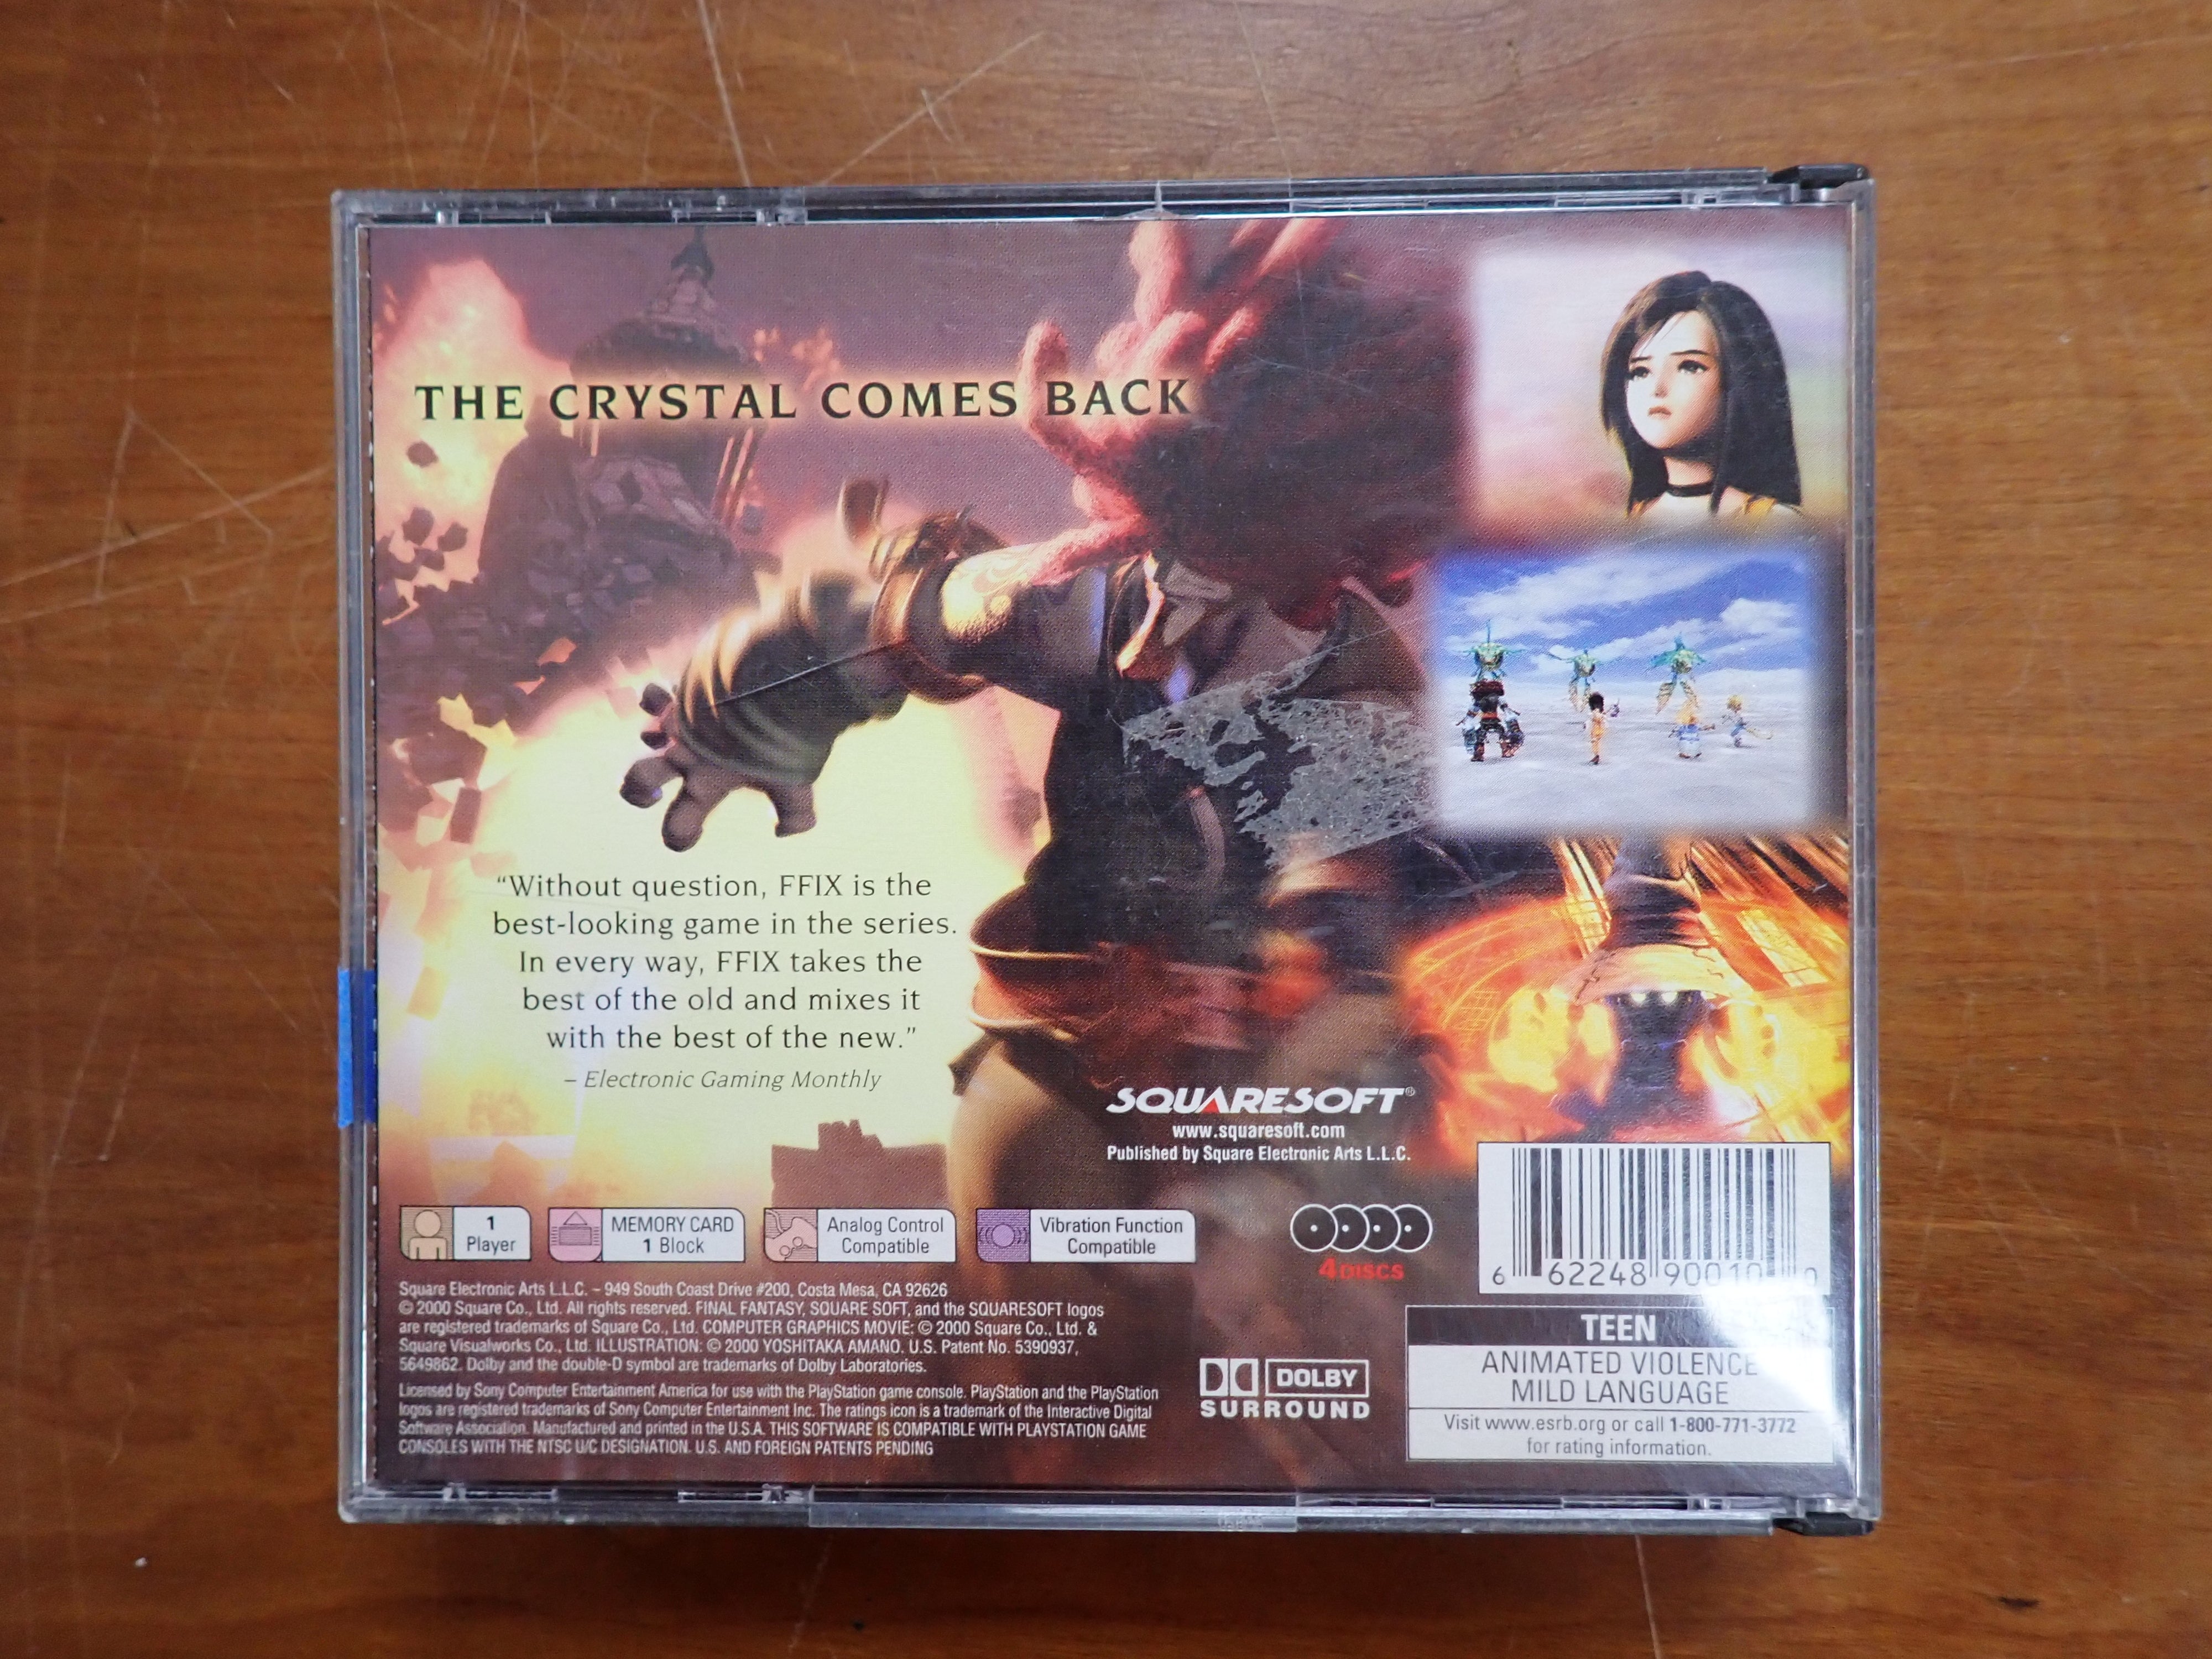 THE CRYSTAL COMES BACK
“Without question, FFIX is the
best-looking game in the series.
In every way, FFIX takes the
best of the old and mixes it
with the best of the new.”
– Electronic Gaming Monthly
SQUARESOFT®
www.squaresoft.com
Published by Square Electronic Arts L.L.C.
1
Player
MEMORY CARD
1 Block
Analog Control
Compatible
Vibration Function
Compatible
4 DISCS
6 62248 90010 0
Square Electronic Arts L.L.C. ~ 949 South Coast Drive #200, Costa Mesa, CA 92626
© 2000 Square Co., Ltd. All rights reserved. FINAL FANTASY, SQUARE SOFT, and the SQUARESOFT logos
are registered trademarks of Square Co., Ltd. COMPUTER GRAPHICS MOVIE: © 2000 Square Co., Ltd. &
Square Visualworks Co., Ltd. ILLUSTRATION: © 2000 YOSHITAKA AMANO. U.S. Patent No. 5390937,
5649862. Dolby and the double-D symbol are trademarks of Dolby Laboratories.
Licensed by Sony Computer Entertainment America for use with the PlayStation game console. PlayStation and the PlayStation
logos are registered trademarks of Sony Computer Entertainment Inc. The ratings icon is a trademark of the Interactive Digital
Software Association. Manufactured and printed in the U.S.A. THIS SOFTWARE IS COMPATIBLE WITH PLAYSTATION GAME
CONSOLES WITH THE NTSC U/C DESIGNATION. U.S. AND FOREIGN PATENTS PENDING
DOLBY
SURROUND
TEEN
ANIMATED VIOLENCE
MILD LANGUAGE
Visit www.esrb.org or call 1-800-771-3772
for rating information.